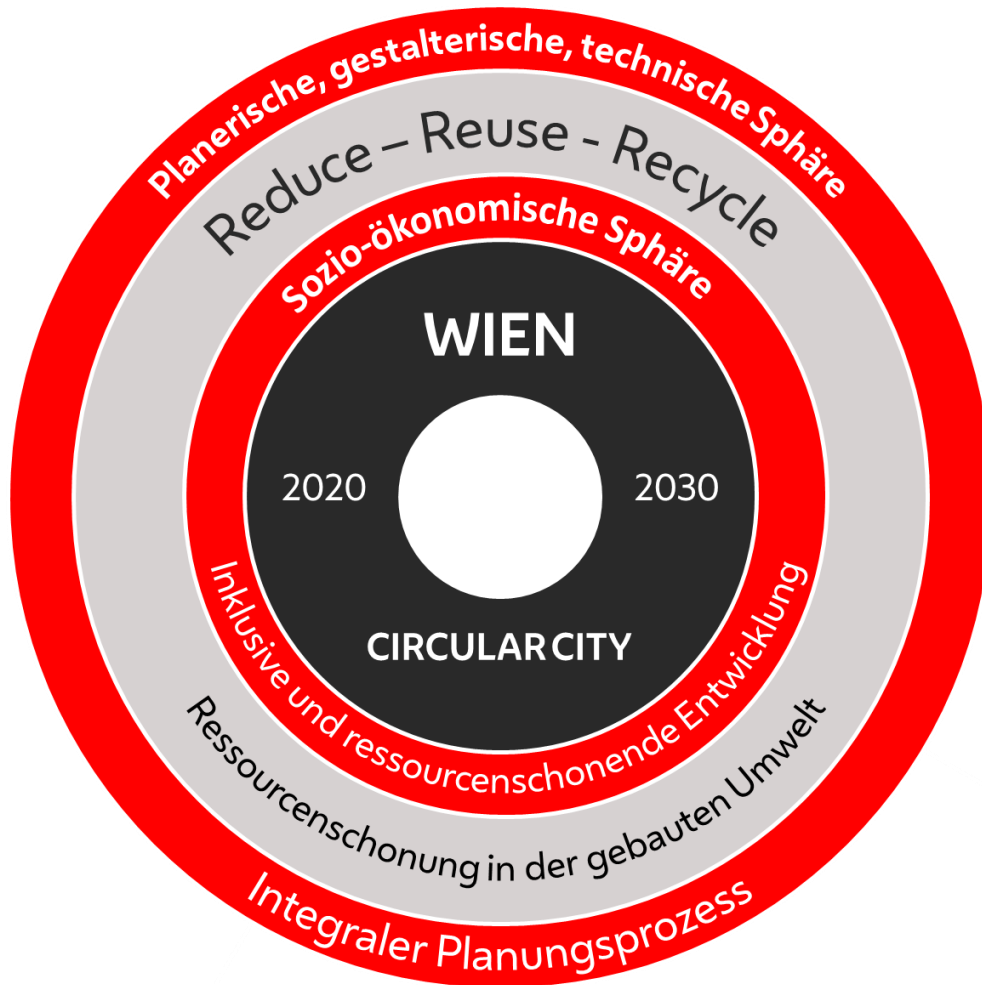 Planerische, gestalterische, technische Sphäre
Reduce – Reuse - Recycle
Sozio-ökonomische Sphäre
WIEN
2020
2030
CIRCULAR CITY
Inklusive und ressourcenschonende Entwicklung
Ressourcenschonung in der gebauten Umwelt
Integraler Planungsprozess